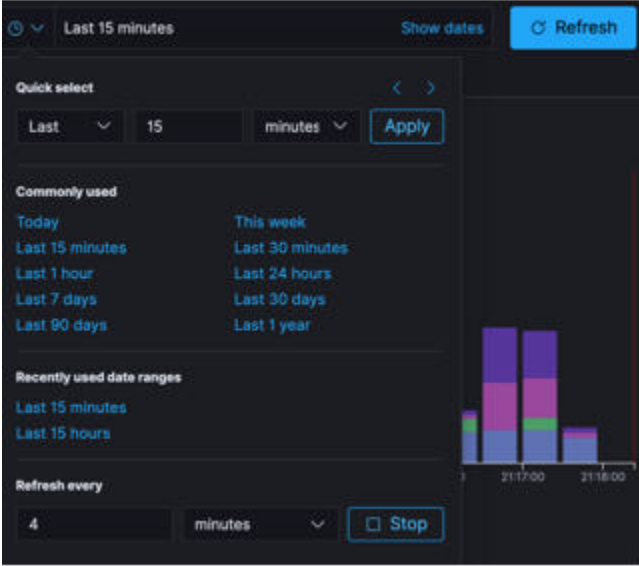 Last 15 minutes Show dates Refresh
Quick select
Last 15 minutes Apply
Commonly used
Today This week
Last 15 minutes Last 30 minutes
Last 1 hour Last 24 hours
Last 7 days Last 30 days
Last 90 days Last 1 year
Recently used date ranges
Last 15 minutes
Last 15 hours
21:17:00 21:18:00
Refresh every
4 minutes Stop